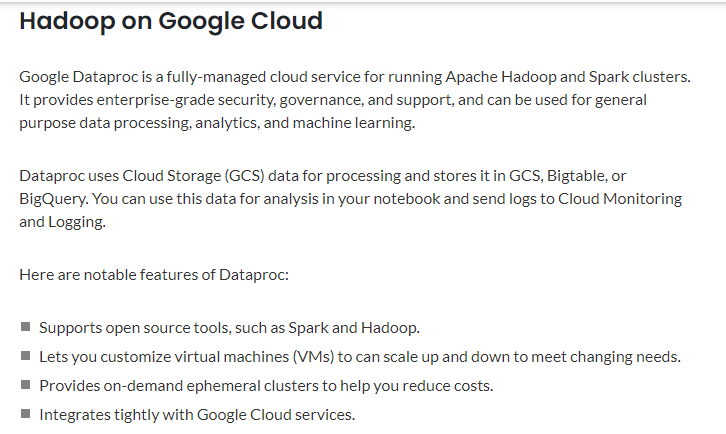 Hadoop on Google Cloud
Google Dataproc is a fully-managed cloud service for running Apache Hadoop and Spark clusters.
It provides enterprise-grade security, governance, and support, and can be used for general
purpose data processing, analytics, and machine learning.
Dataproc uses Cloud Storage (GCS) data for processing and stores it in GCS, Bigtable, or
BigQuery. You can use this data for analysis in your notebook and send logs to Cloud Monitoring
and Logging.
Here are notable features of Dataproc:
Supports open source tools, such as Spark and Hadoop.
Lets you customize virtual machines (VMs) to can scale up and down to meet changing needs.
Provides on-demand ephemeral clusters to help you reduce costs.
Integrates tightly with Google Cloud services.